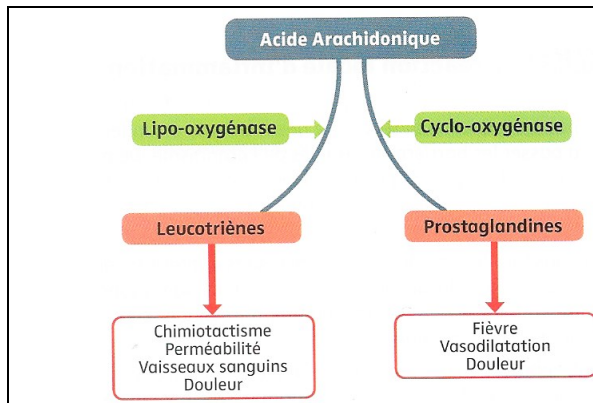 Acide Arachidonique
Lipo-oxygénase
Cyclo-oxygénase
Leucotriènes
Prostaglandines
Chimiotactisme
Perméabilité
Vaisseaux sanguins
Douleur
Fièvre
Vasodilatation
Douleur